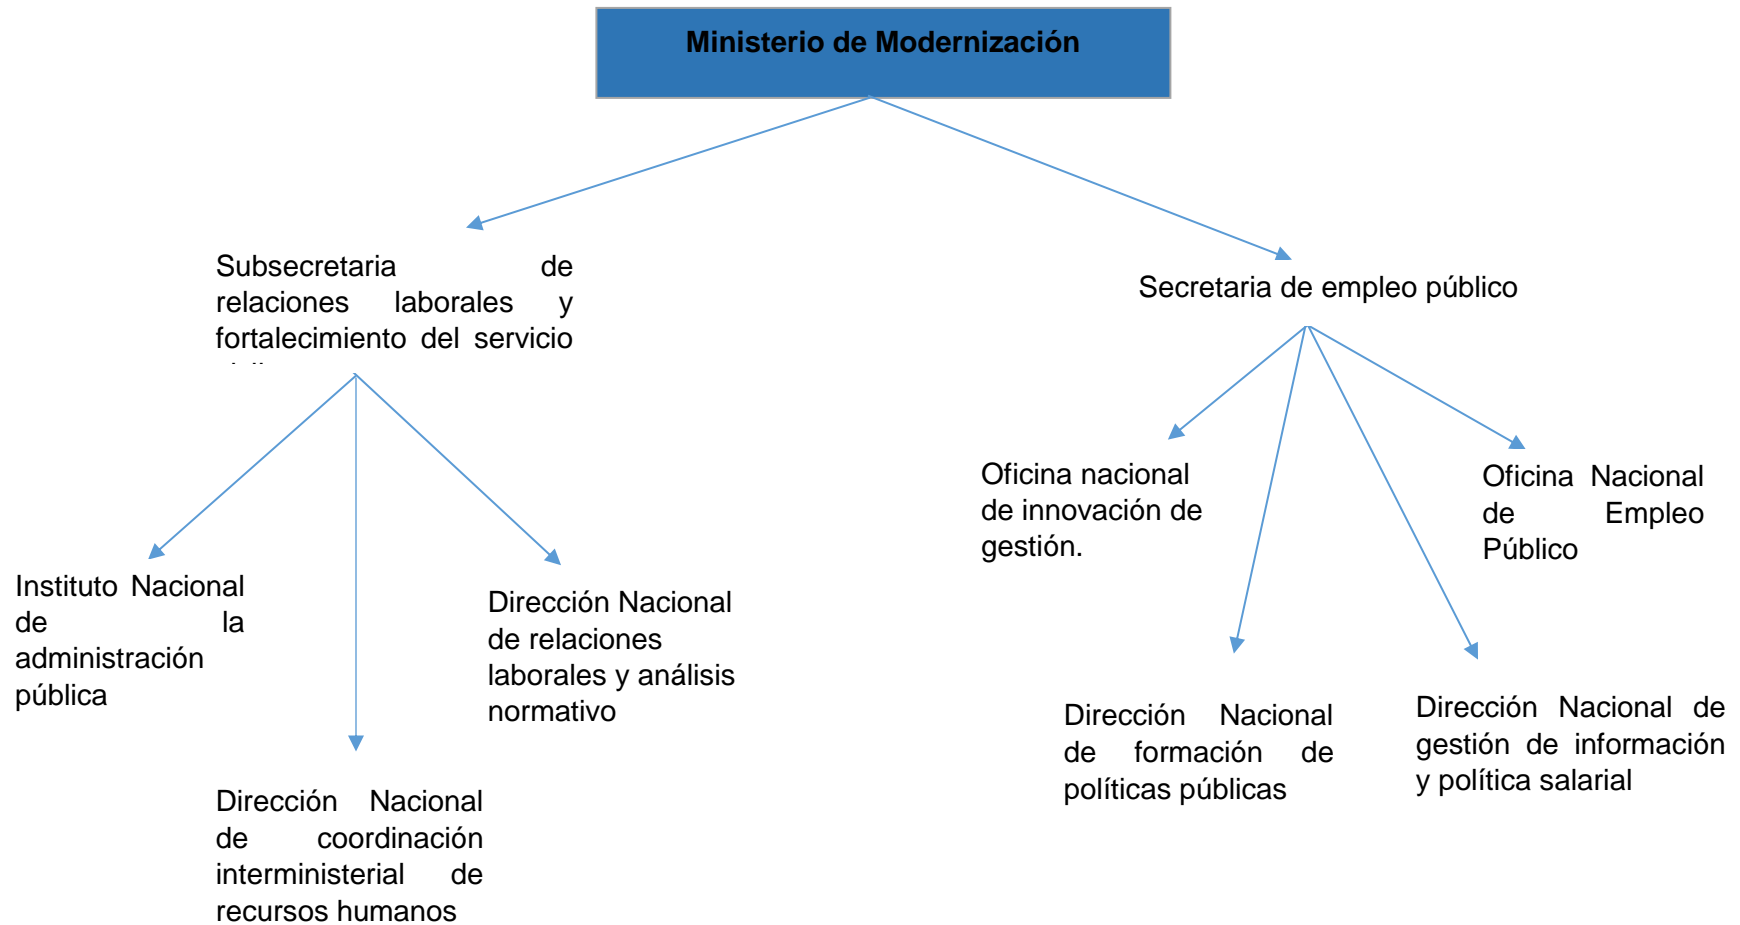 Ministerio de Modernización
Subsecretaria de
relaciones laborales y
fortalecimiento del servicio
Secretaria de empleo público
Oficina nacional
de innovación de
gestión.
Oficina Nacional
de Empleo
Público
Instituto Nacional
de la
administración
pública
Dirección Nacional
de relaciones
laborales y análisis
normativo
Dirección Nacional
de formación de
políticas públicas
Dirección Nacional de
gestión de información
y política salarial
Dirección Nacional
de coordinación
interministerial de
recursos humanos